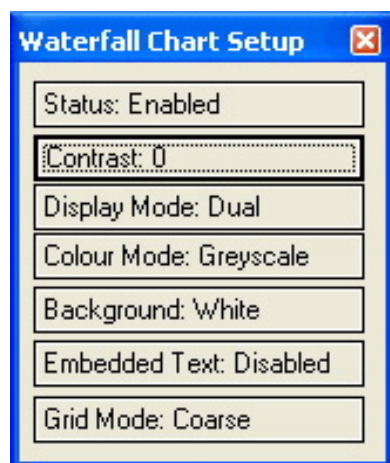 Waterfall Chart Setup
Status: Enabled
Contrast: 0
Display Mode: Dual
Colour Mode: Greyscale
Background: White
Embedded Text: Disabled
Grid Mode: Coarse